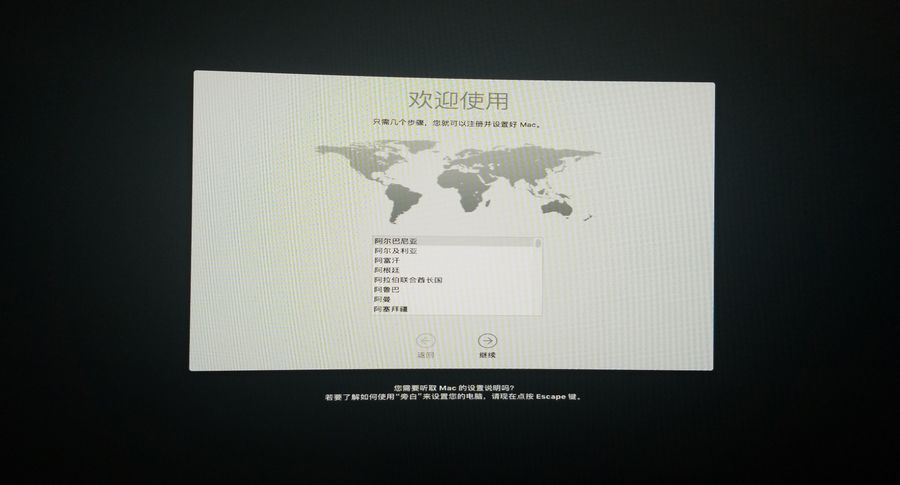 欢迎使用
只需几个步骤，您就可以注册并设置好 Mac。
阿尔巴尼亚
阿尔及利亚
阿富汗
阿根廷
阿拉伯联合酋长国
阿鲁巴
阿曼
阿塞拜疆
返回 继续
您需要听取 Mac 的设置说明吗？
若要了解如何使用“旁白”来设置您的电脑，请现在点按 Escape 键。